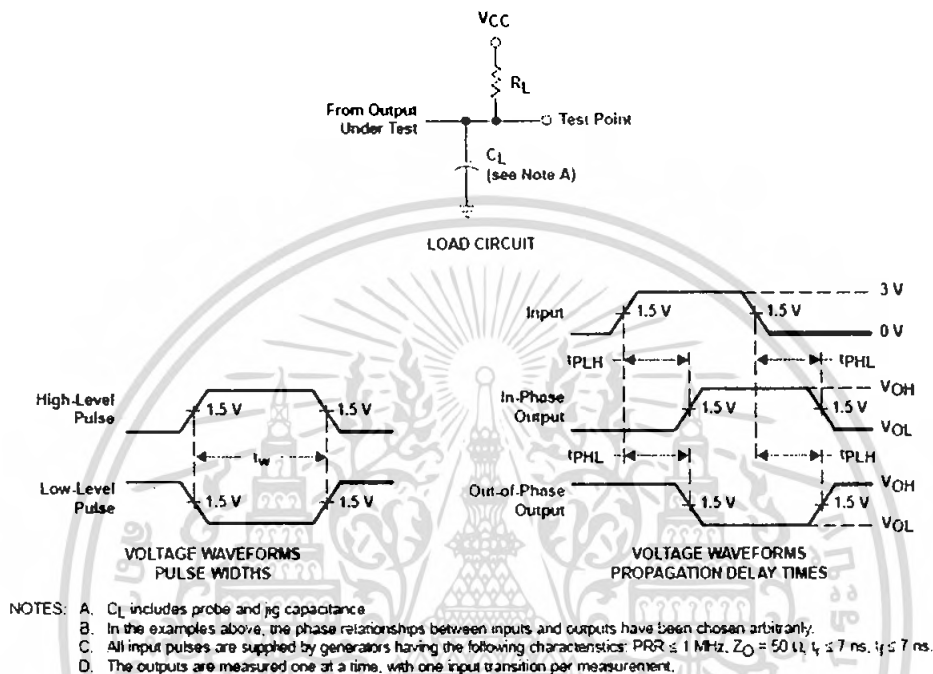 VCC
RL
From Output
Under Test
Test Point
CL
(see Note A)
LOAD CIRCUIT
3 V
Input
1.5 V
1.5 V
0 V
tPLH
tPHL
High-Level
Pulse
1.5 V
1.5 V
In-Phase
Output
1.5 V
1.5 V
VOH
VOL
tw
tPHL
tPLH
Low-Level
Pulse
1.5 V
1.5 V
Out-of-Phase
Output
1.5 V
1.5 V
VOH
VOL
VOLTAGE WAVEFORMS
PULSE WIDTHS
VOLTAGE WAVEFORMS
PROPAGATION DELAY TIMES
NOTES: A. CL includes probe and jig capacitance
B. In the examples above, the phase relationships between inputs and outputs have been chosen arbitrarily.
C. All input pulses are supplied by generators having the following characteristics: PRR ≤ 1 MHz, ZO = 50 Ω, tr ≤ 7 ns, tf ≤ 7 ns.
D. The outputs are measured one at a time, with one input transition per measurement.